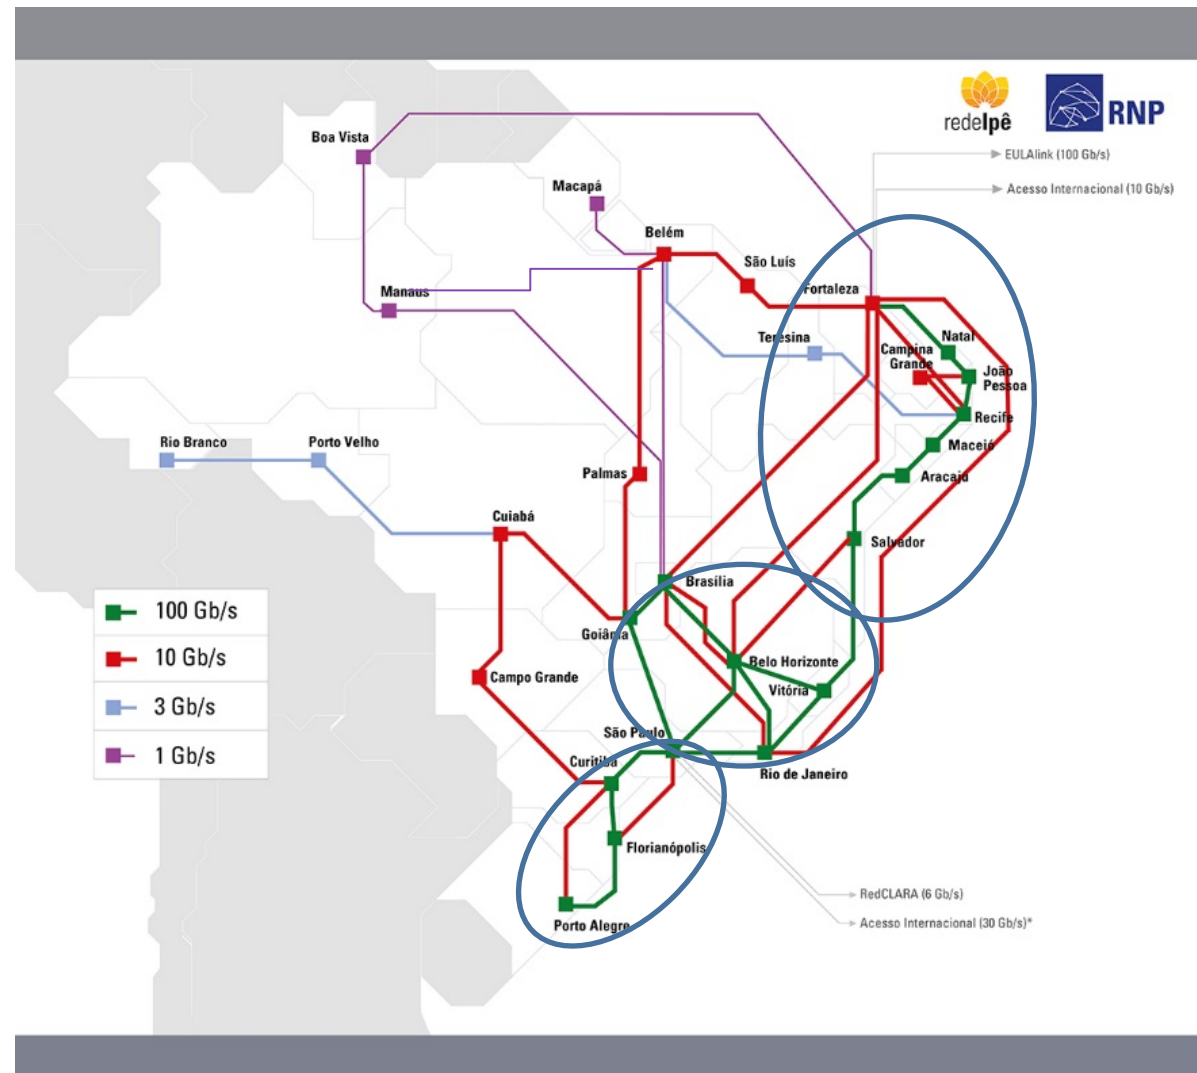 redeIpê
RNP
EULAlink (100 Gb/s)
Acesso Internacional (10 Gb/s)
Boa Vista
Macapá
Belém
São Luís
Manaus
Fortaleza
Teresina
Natal
Campina
Grande
João
Pessoa
Recife
Maceió
Aracajú
Rio Branco
Porto Velho
Palmas
Cuiabá
Salvador
Brasília
100 Gb/s
10 Gb/s
3 Gb/s
1 Gb/s
Goiânia
Belo Horizonte
Campo Grande
Vitória
São Paulo
Curitiba
Rio de Janeiro
Florianópolis
RedCLARA (6 Gb/s)
Porto Alegre
Acesso Internacional (30 Gb/s)*